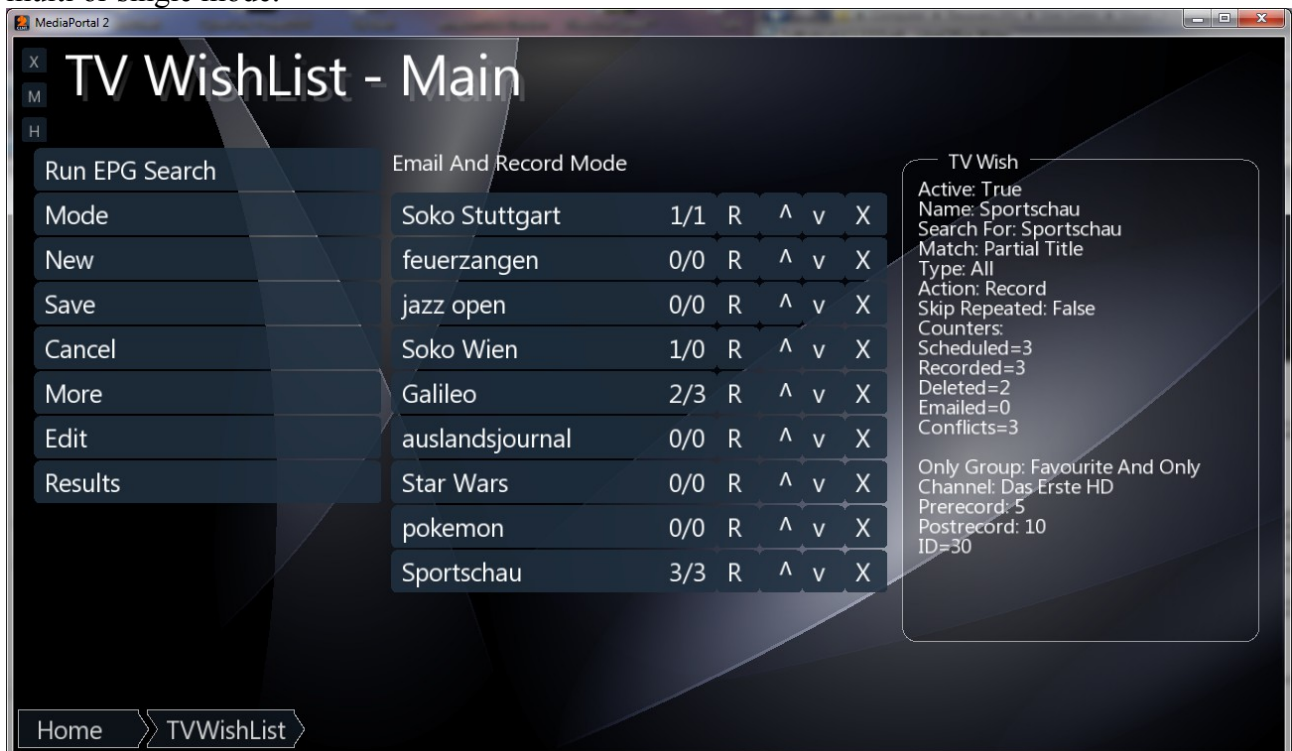 MediaPortal 2
X
M
H
TV WishList - Main
Run EPG Search
Mode
New
Save
Cancel
More
Edit
Results
Email And Record Mode
Soko Stuttgart 1/1 R ^ v X
feuerzangen 0/0 R ^ v X
jazz open 0/0 R ^ v X
Soko Wien 1/0 R ^ v X
Galileo 2/3 R ^ v X
auslandsjournal 0/0 R ^ v X
Star Wars 0/0 R ^ v X
pokemon 0/0 R ^ v X
Sportschau 3/3 R ^ v X
TV Wish
Active: True
Name: Sportschau
Search For: Sportschau
Match: Partial Title
Type: All
Action: Record
Skip Repeated: False
Counters:
Scheduled=3
Recorded=3
Deleted=2
Emailed=0
Conflicts=3
Only Group: Favourite And Only
Channel: Das Erste HD
Prerecord: 5
Postrecord: 10
ID=30
Home TVWishList